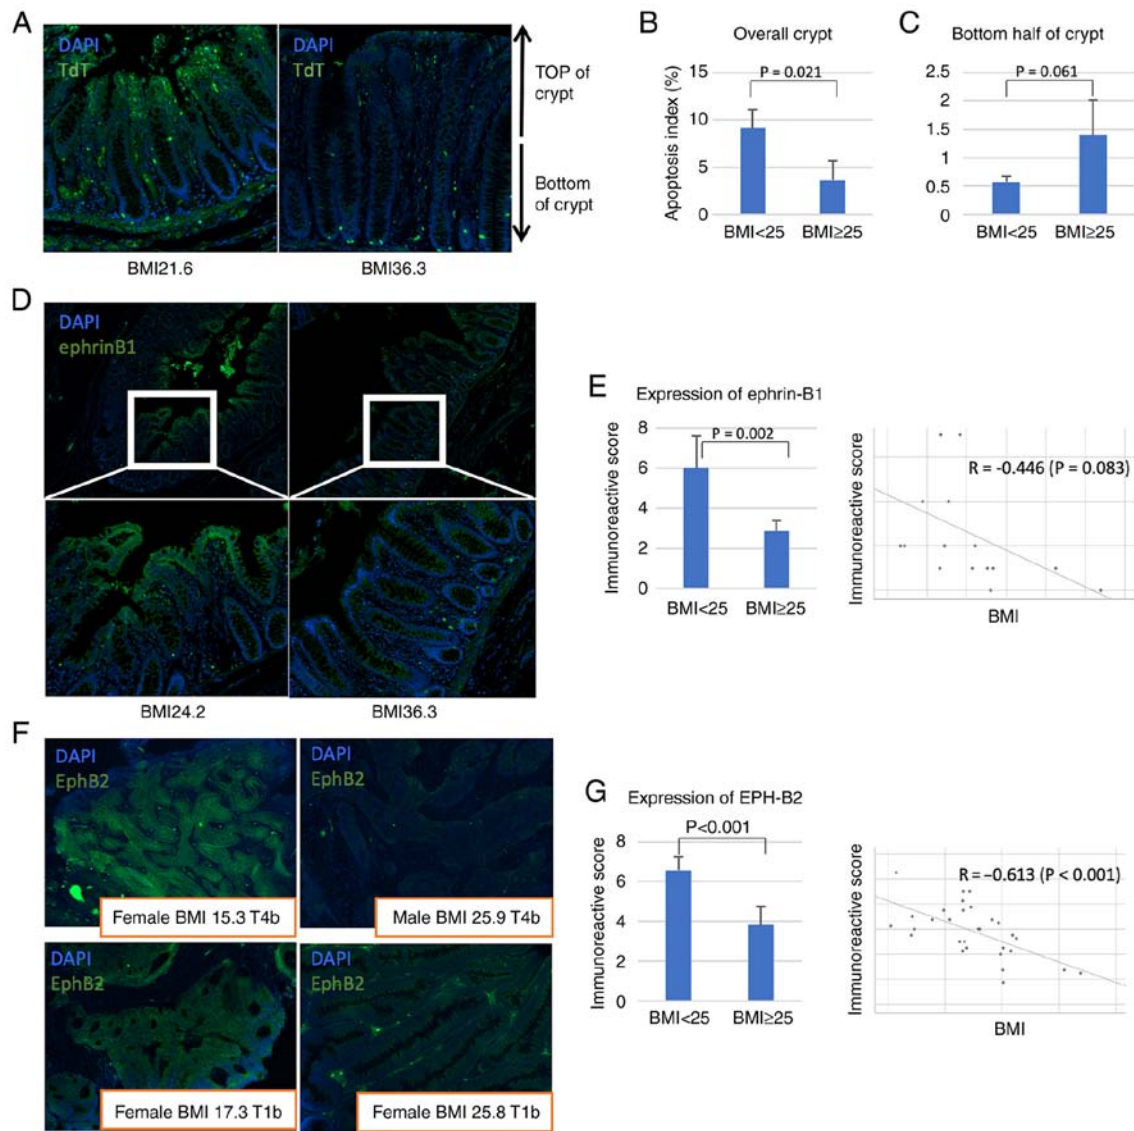 A
DAPI
TdT
DAPI
TdT
TOP of
crypt
Bottom
of crypt
BMI21.6
BMI36.3
B
Overall crypt
P = 0.021
Apoptosis index (%)
15
10
5
0
BMI<25
BMI≥25
C
Bottom half of crypt
P = 0.061
2.5
2
1.5
1
0.5
0
BMI<25
BMI≥25
D
DAPI
ephrinB1
BMI24.2
BMI36.3
E
Expression of ephrin-B1
P = 0.002
Immunoreactive score
8
6
4
2
0
BMI<25
BMI≥25
R = -0.446 (P = 0.083)
Immunoreactive score
BMI
F
DAPI
EphB2
Female BMI 15.3 T4b
DAPI
EphB2
Male BMI 25.9 T4b
DAPI
EphB2
Female BMI 17.3 T1b
DAPI
EphB2
Female BMI 25.8 T1b
G
Expression of EPH-B2
P<0.001
Immunoreactive score
8
6
4
2
0
BMI<25
BMI≥25
R = −0.613 (P < 0.001)
Immunoreactive score
BMI